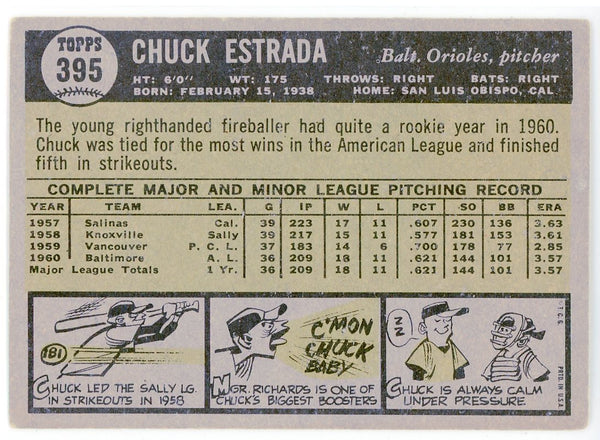 TOPPS
395
CHUCK ESTRADA
Balt. Orioles, pitcher
HT: 6'0" WT: 175 THROWS: RIGHT BATS: RIGHT
BORN: FEBRUARY 15, 1938 HOME: SAN LUIS OBISPO, CAL
The young righthanded fireballer had quite a rookie year in 1960.
Chuck was tied for the most wins in the American League and finished
fifth in strikeouts.
COMPLETE MAJOR AND MINOR LEAGUE PITCHING RECORD
YEAR TEAM LEA. G IP W L PCT SO BB ERA
1957 Salinas Cal. 39 223 17 11 .607 230 136 3.63
1958 Knoxville Sally 39 217 15 11 .577 181 153 3.61
1959 Vancouver P. C. L. 37 183 14 6 .700 178 77 2.85
1960 Baltimore A. L. 36 209 18 11 .621 144 101 3.57
Major League Totals 1 Yr. 36 209 18 11 .621 144 101 3.57
181
CHUCK LED THE SALLY LG.
IN STRIKEOUTS IN 1958
C'MON
CHUCK
BABY
MGR. RICHARDS IS ONE OF
CHUCK'S BIGGEST BOOSTERS
Z
Z
CHUCK IS ALWAYS CALM
UNDER PRESSURE
© T.C.G. PRTD. IN U.S.A.